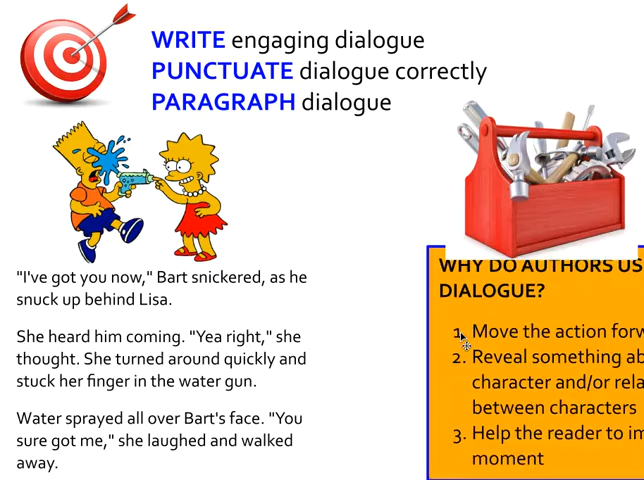 WRITE engaging dialogue
PUNCTUATE dialogue correctly
PARAGRAPH dialogue
"I've got you now," Bart snickered, as he
snuck up behind Lisa.
She heard him coming. "Yea right," she
thought. She turned around quickly and
stuck her finger in the water gun.
Water sprayed all over Bart's face. "You
sure got me," she laughed and walked
away.
WHY DO AUTHORS US
DIALOGUE?
1. Move the action forw
2. Reveal something ab
character and/or rela
between characters
3. Help the reader to im
moment